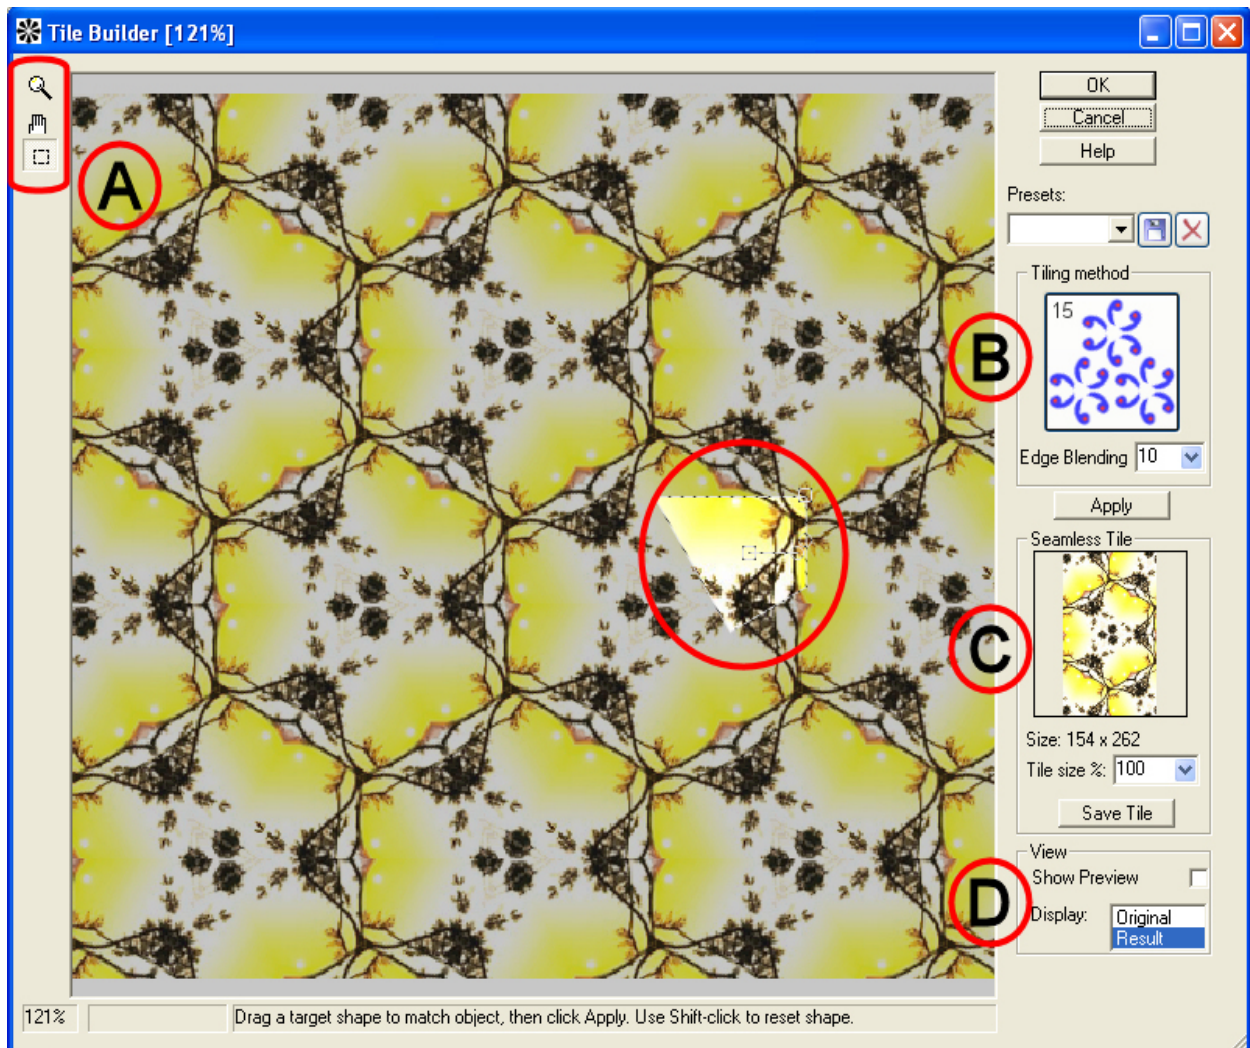 Tile Builder [121%]
A
OK
Cancel
Help
Presets:
Tiling method
15
B
Edge Blending 10
Apply
Seamless Tile
C
Size: 154 x 262
Tile size %: 100
Save Tile
View
Show Preview
D
Display: Original
Result
121%
Drag a target shape to match object, then click Apply. Use Shift-click to reset shape.